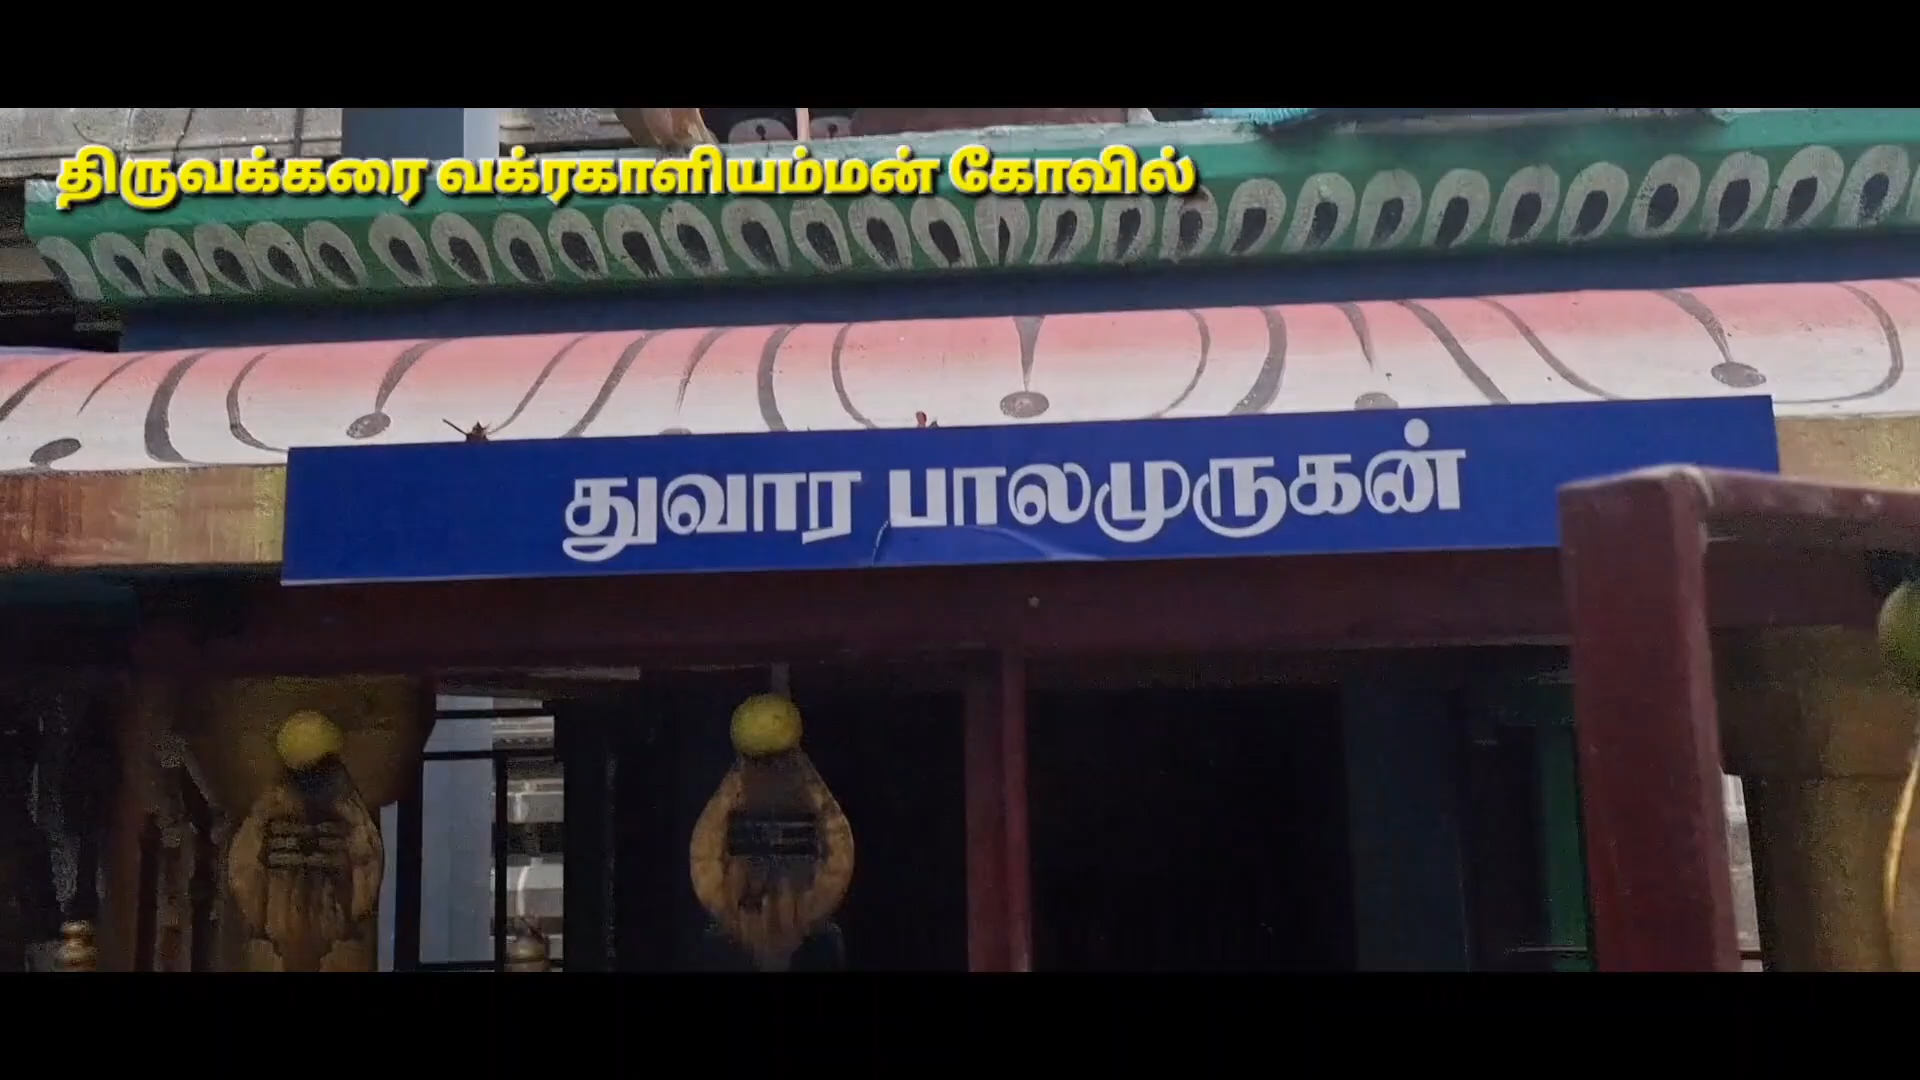 திருவக்கரை வக்ரகாளியம்மன் கோவில்
துவார பாலமுருகன்